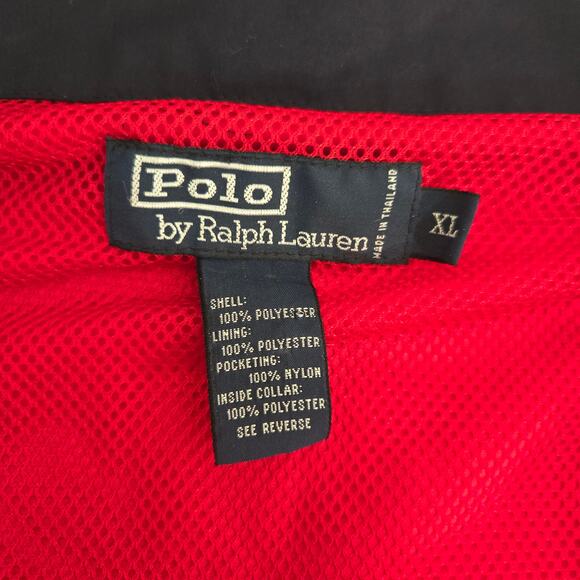 Polo
by Ralph Lauren
MADE IN THAILAND
XL
SHELL:
100% POLYESTER
LINING:
100% POLYESTER
POCKETING:
100% NYLON
INSIDE COLLAR:
100% POLYESTER
SEE REVERSE